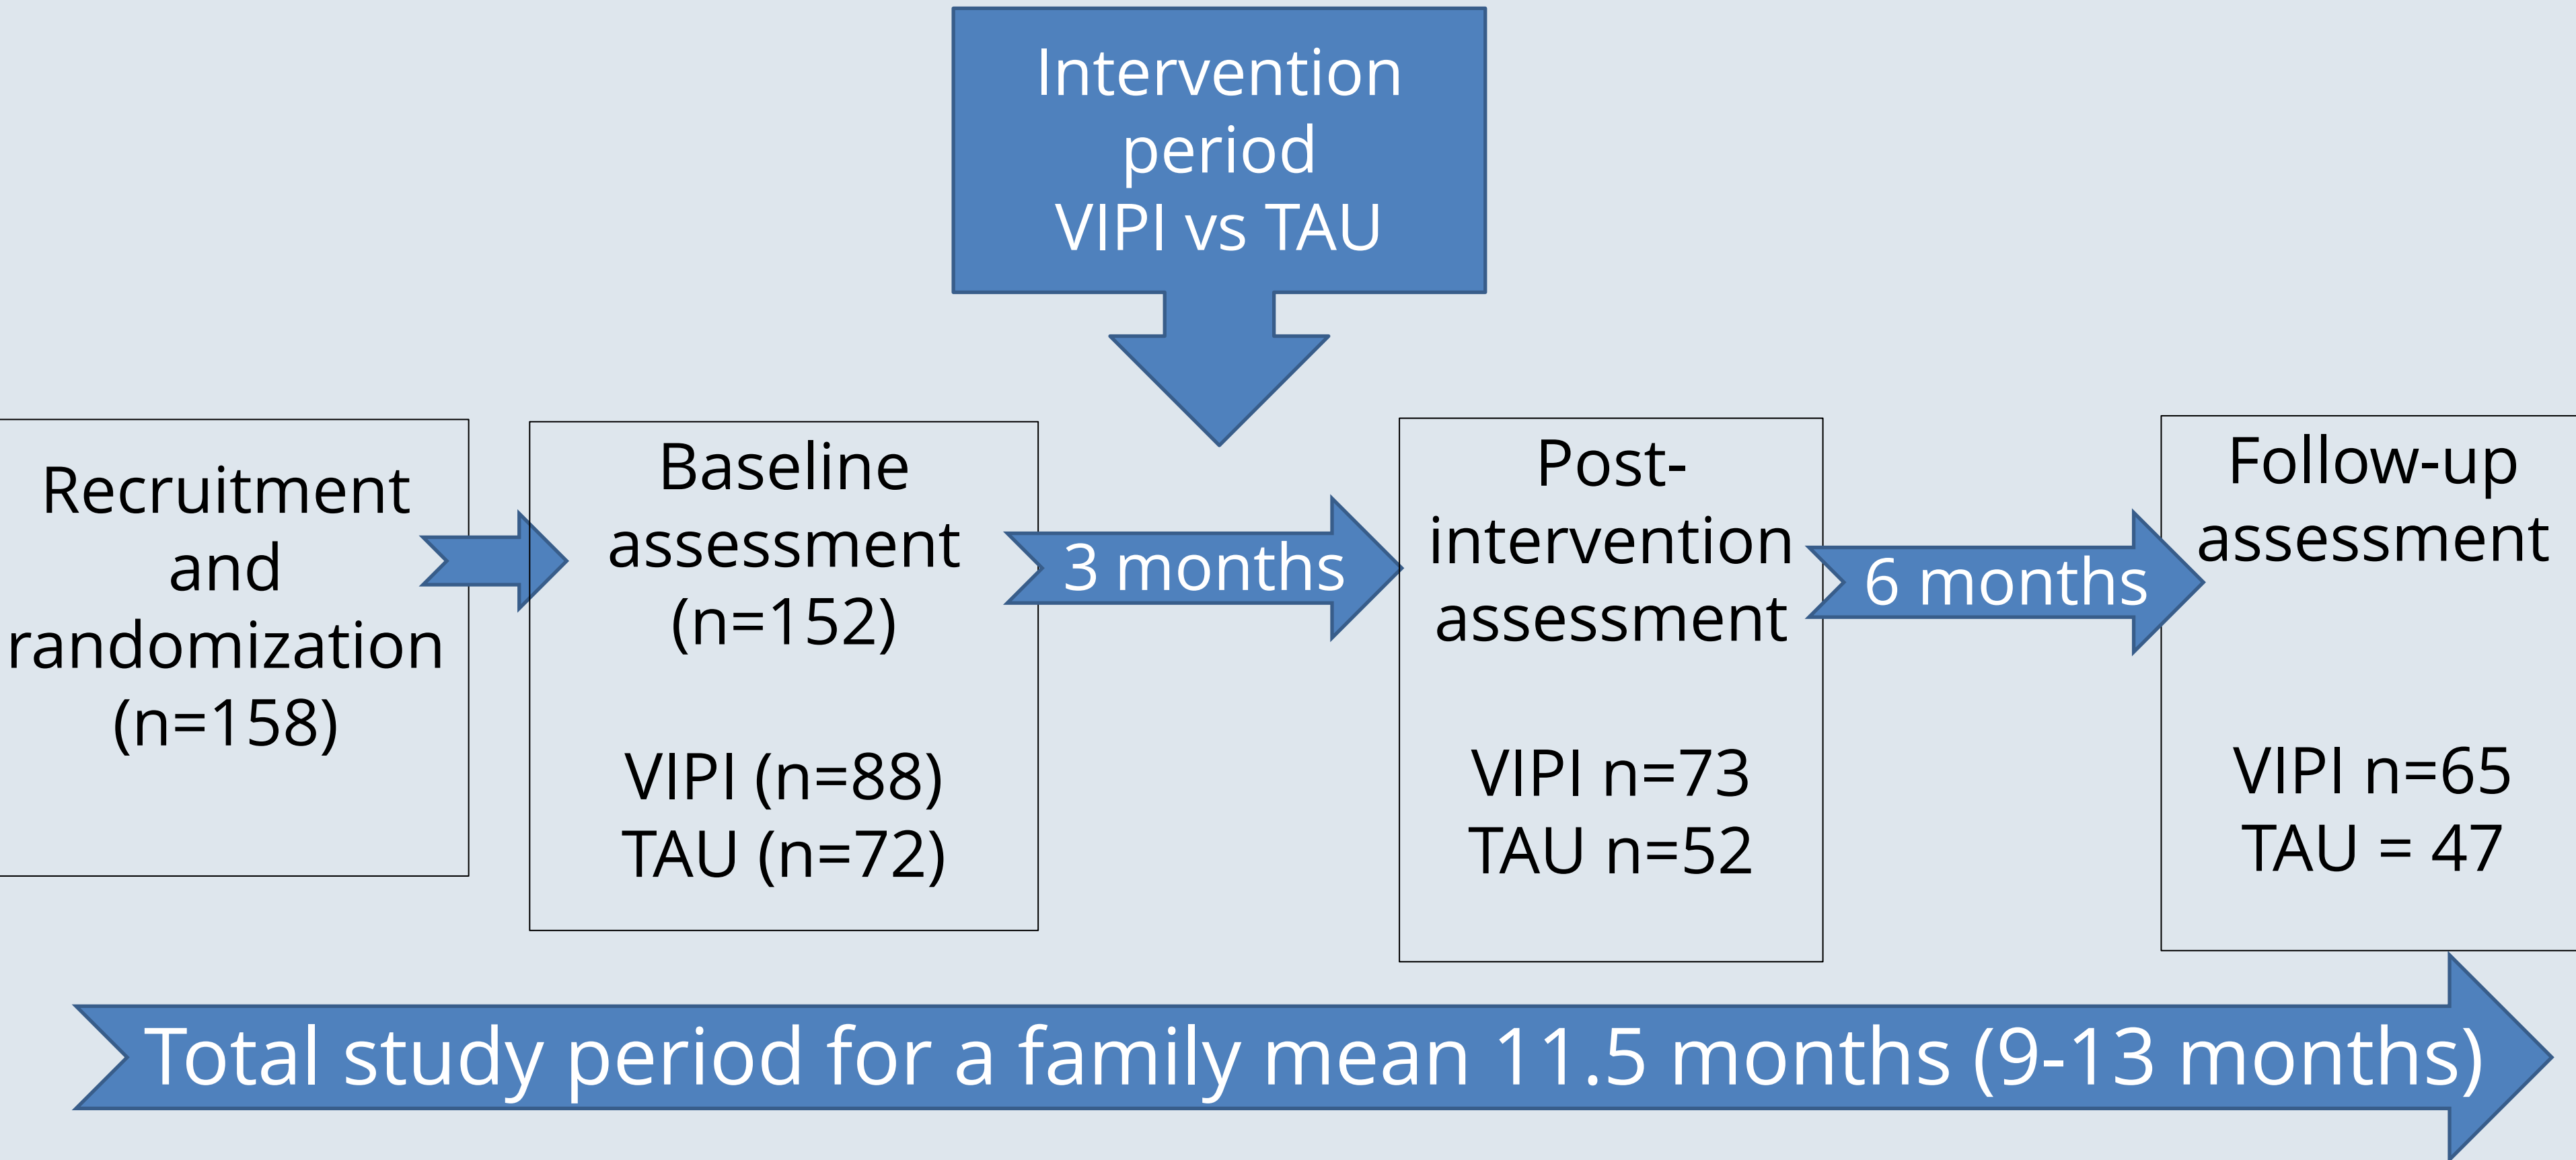 Intervention
period
VIPI vs TAU
Recruitment
and
randomization
(n=158)
Baseline
assessment
(n=152)
VIPI (n=88)
TAU (n=72)
3 months
Post-
intervention
assessment
VIPI n=73
TAU n=52
6 months
Follow-up
assessment
VIPI n=65
TAU = 47
Total study period for a family mean 11.5 months (9-13 months)